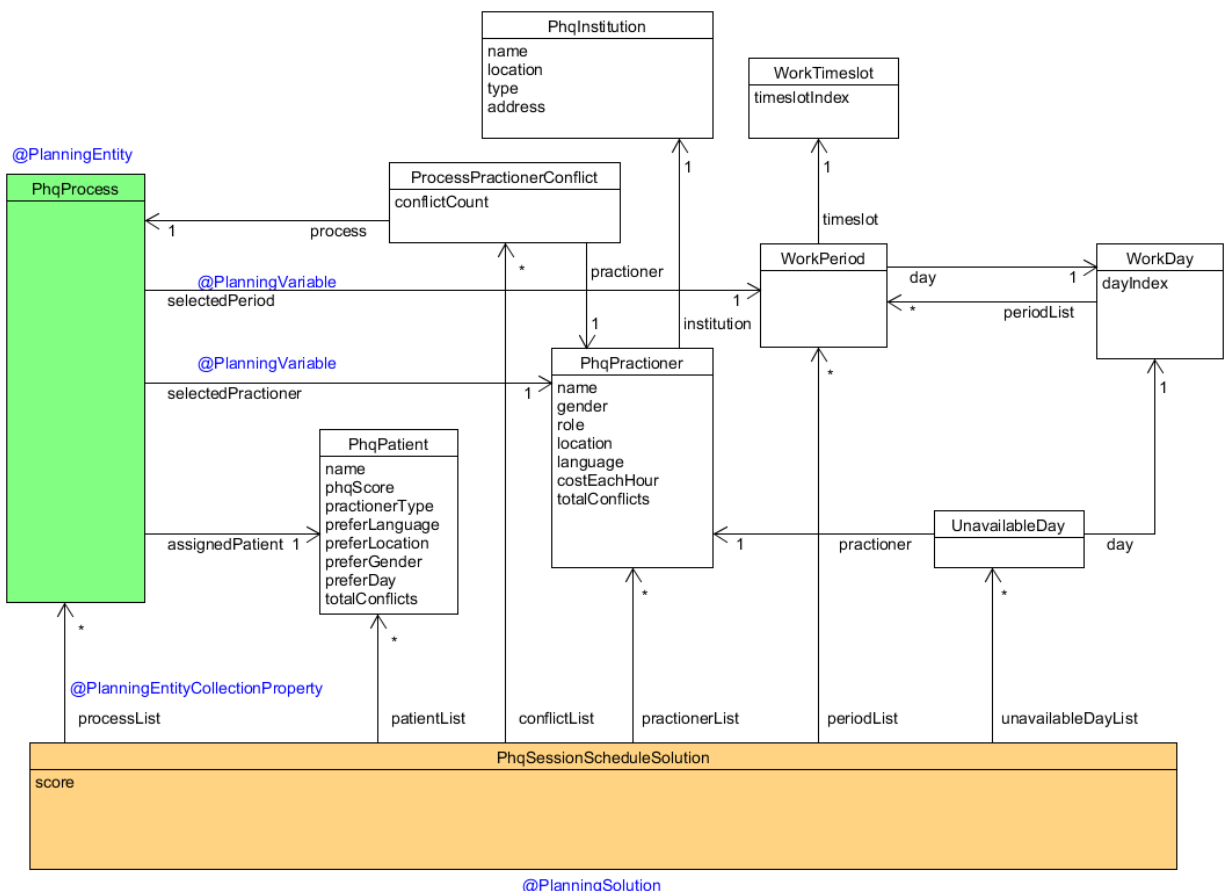 PhqInstitution
name
location
type
address
WorkTimeslot
timeslotIndex
1
1
@PlanningEntity
PhqProcess
ProcessPractionerConflict
conflictCount
1
process
*
practioner
timeslot
WorkPeriod
day
1
WorkDay
dayIndex
*
periodList
@PlanningVariable
selectedPeriod
1
1
institution
PhqPractioner
name
gender
role
location
language
costEachHour
totalConflicts
@PlanningVariable
selectedPractioner
1
*
1
PhqPatient
name
phqScore
practionerType
preferLanguage
preferLocation
preferGender
preferDay
totalConflicts
assignedPatient
1
UnavailableDay
1
practioner
day
*
*
*
*
@PlanningEntityCollectionProperty
processList
patientList
conflictList
practionerList
periodList
unavailableDayList
PhqSessionScheduleSolution
score
@PlanningSolution